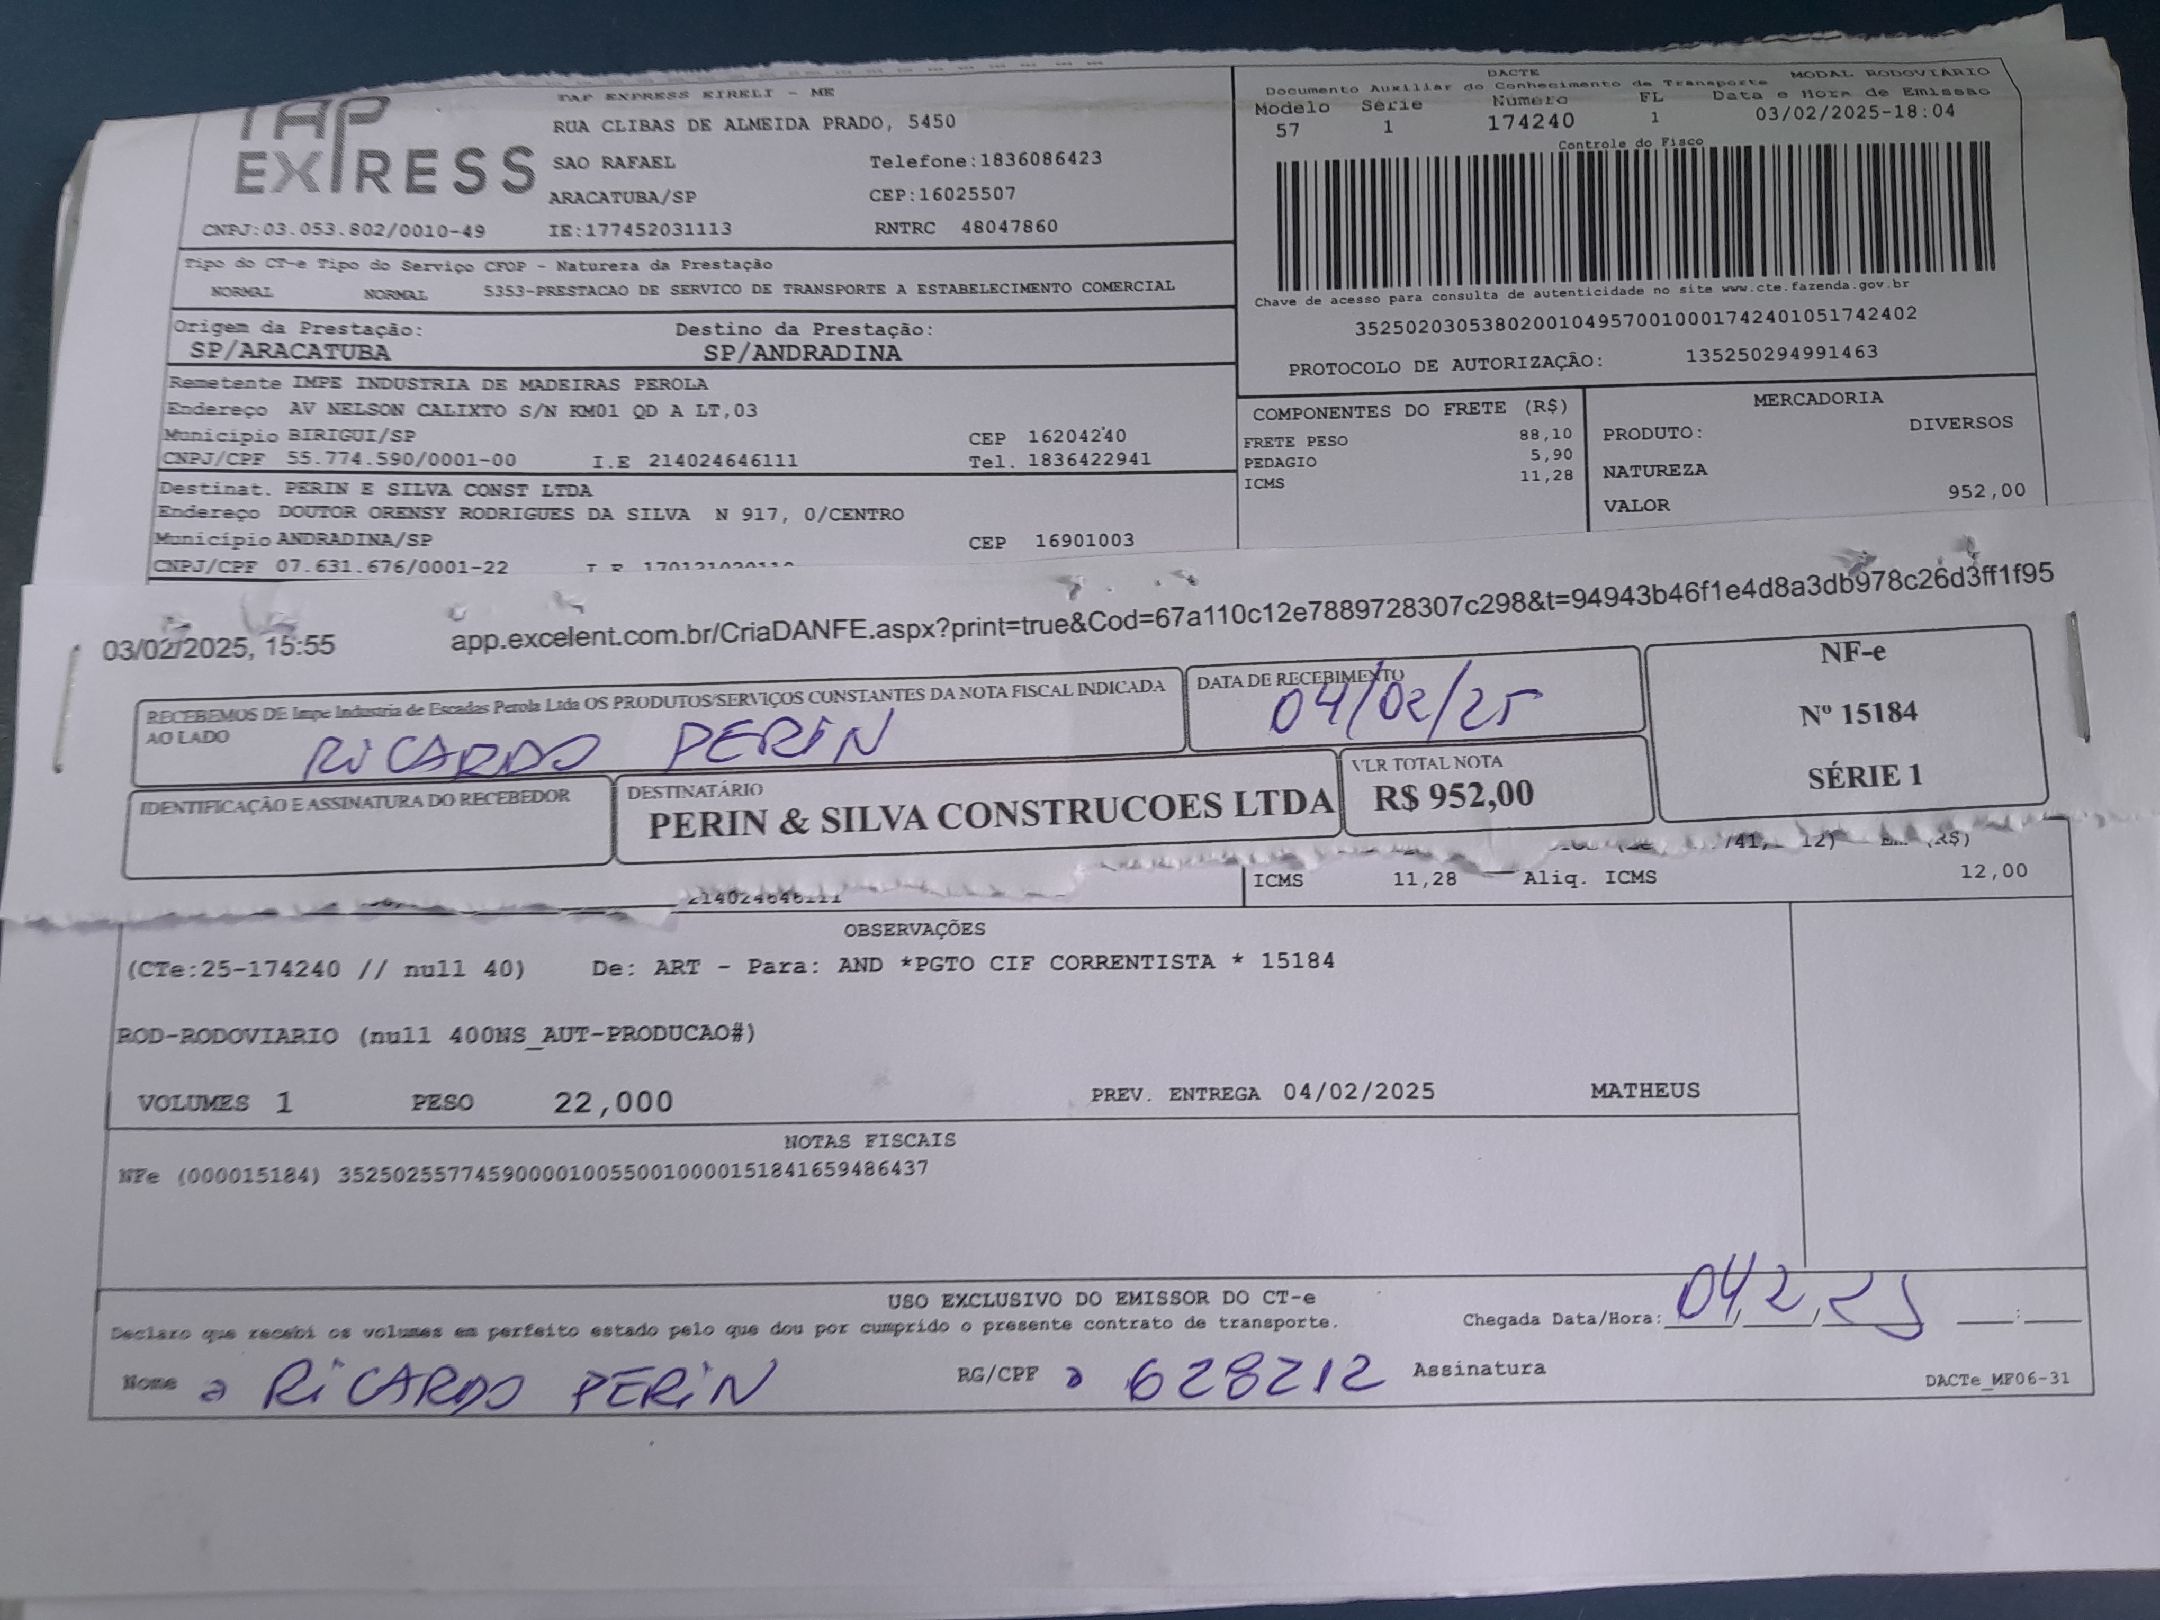 TAP EXPRESS
TAP EXPRESS EIRELI - ME
RUA CLIBAS DE ALMEIDA PRADO, 5450
SAO RAFAEL Telefone:1836086423
ARACATUBA/SP CEP:16025507
CNPJ:03.053.802/0010-49 IE:177452031113 RNTRC 48047860
DACTE MODAL RODOVIÁRIO
Documento Auxiliar do Conhecimento de Transporte
Modelo Série Número FL Data e Hora de Emissão
57 1 174240 1 03/02/2025-18:04
Controle do Fisco
Chave de acesso para consulta de autenticidade no site www.cte.fazenda.gov.br
35250203053802001049570010001742401051742402
PROTOCOLO DE AUTORIZAÇÃO: 135250294991463
Tipo do CT-e Tipo do Serviço CFOP - Natureza da Prestação
NORMAL NORMAL 5353-PRESTACAO DE SERVICO DE TRANSPORTE A ESTABELECIMENTO COMERCIAL
Origem da Prestação: Destino da Prestação:
SP/ARACATUBA SP/ANDRADINA
Remetente IMPE INDUSTRIA DE MADEIRAS PEROLA
Endereço AV NELSON CALIXTO S/N KM01 QD A LT,03
Município BIRIGUI/SP CEP 16204240
CNPJ/CPF 55.774.590/0001-00 I.E 214024646111 Tel. 1836422941
Destinat. PERIN E SILVA CONST LTDA
Endereço DOUTOR ORENSY RODRIGUES DA SILVA N 917, 0/CENTRO
Município ANDRADINA/SP CEP 16901003
CNPJ/CPF 07.631.676/0001-22
COMPONENTES DO FRETE (R$)
FRETE PESO 88,10
PEDAGIO 5,90
ICMS 11,28
MERCADORIA
PRODUTO: DIVERSOS
NATUREZA
VALOR 952,00
03/02/2025, 15:55 app.excelent.com.br/CriaDANFE.aspx?print=true&Cod=67a110c12e7889728307c298&t=94943b46f1e4d8a3db978c26d3ff1f95
RECEBEMOS DE Impe Industria de Escadas Perola Ltda OS PRODUTOS/SERVIÇOS CONSTANTES DA NOTA FISCAL INDICADA
AO LADO
RiCARDO PERiN
DATA DE RECEBIMENTO
04/02/25
NF-e
Nº 15184
SÉRIE 1
IDENTIFICAÇÃO E ASSINATURA DO RECEBEDOR
DESTINATÁRIO
PERIN & SILVA CONSTRUCOES LTDA
VLR TOTAL NOTA
R$ 952,00
214024646111
ICMS 11,28 Aliq. ICMS 12,00
OBSERVAÇÕES
(CTe:25-174240 // null 40) De: ART - Para: AND *PGTO CIF CORRENTISTA * 15184
ROD-RODOVIARIO (null 400NS_AUT-PRODUCAO#)
VOLUMES 1 PESO 22,000 PREV. ENTREGA 04/02/2025 MATHEUS
NOTAS FISCAIS
NFe (000015184) 35250255774590000100550010000151841659486437
USO EXCLUSIVO DO EMISSOR DO CT-e
Declaro que recebi os volumes em perfeito estado pelo que dou por cumprido o presente contrato de transporte.
Chegada Data/Hora: 04/2/25 :
Nome RiCARDO PERiN RG/CPF 628212 Assinatura
DACTe_MF06-31